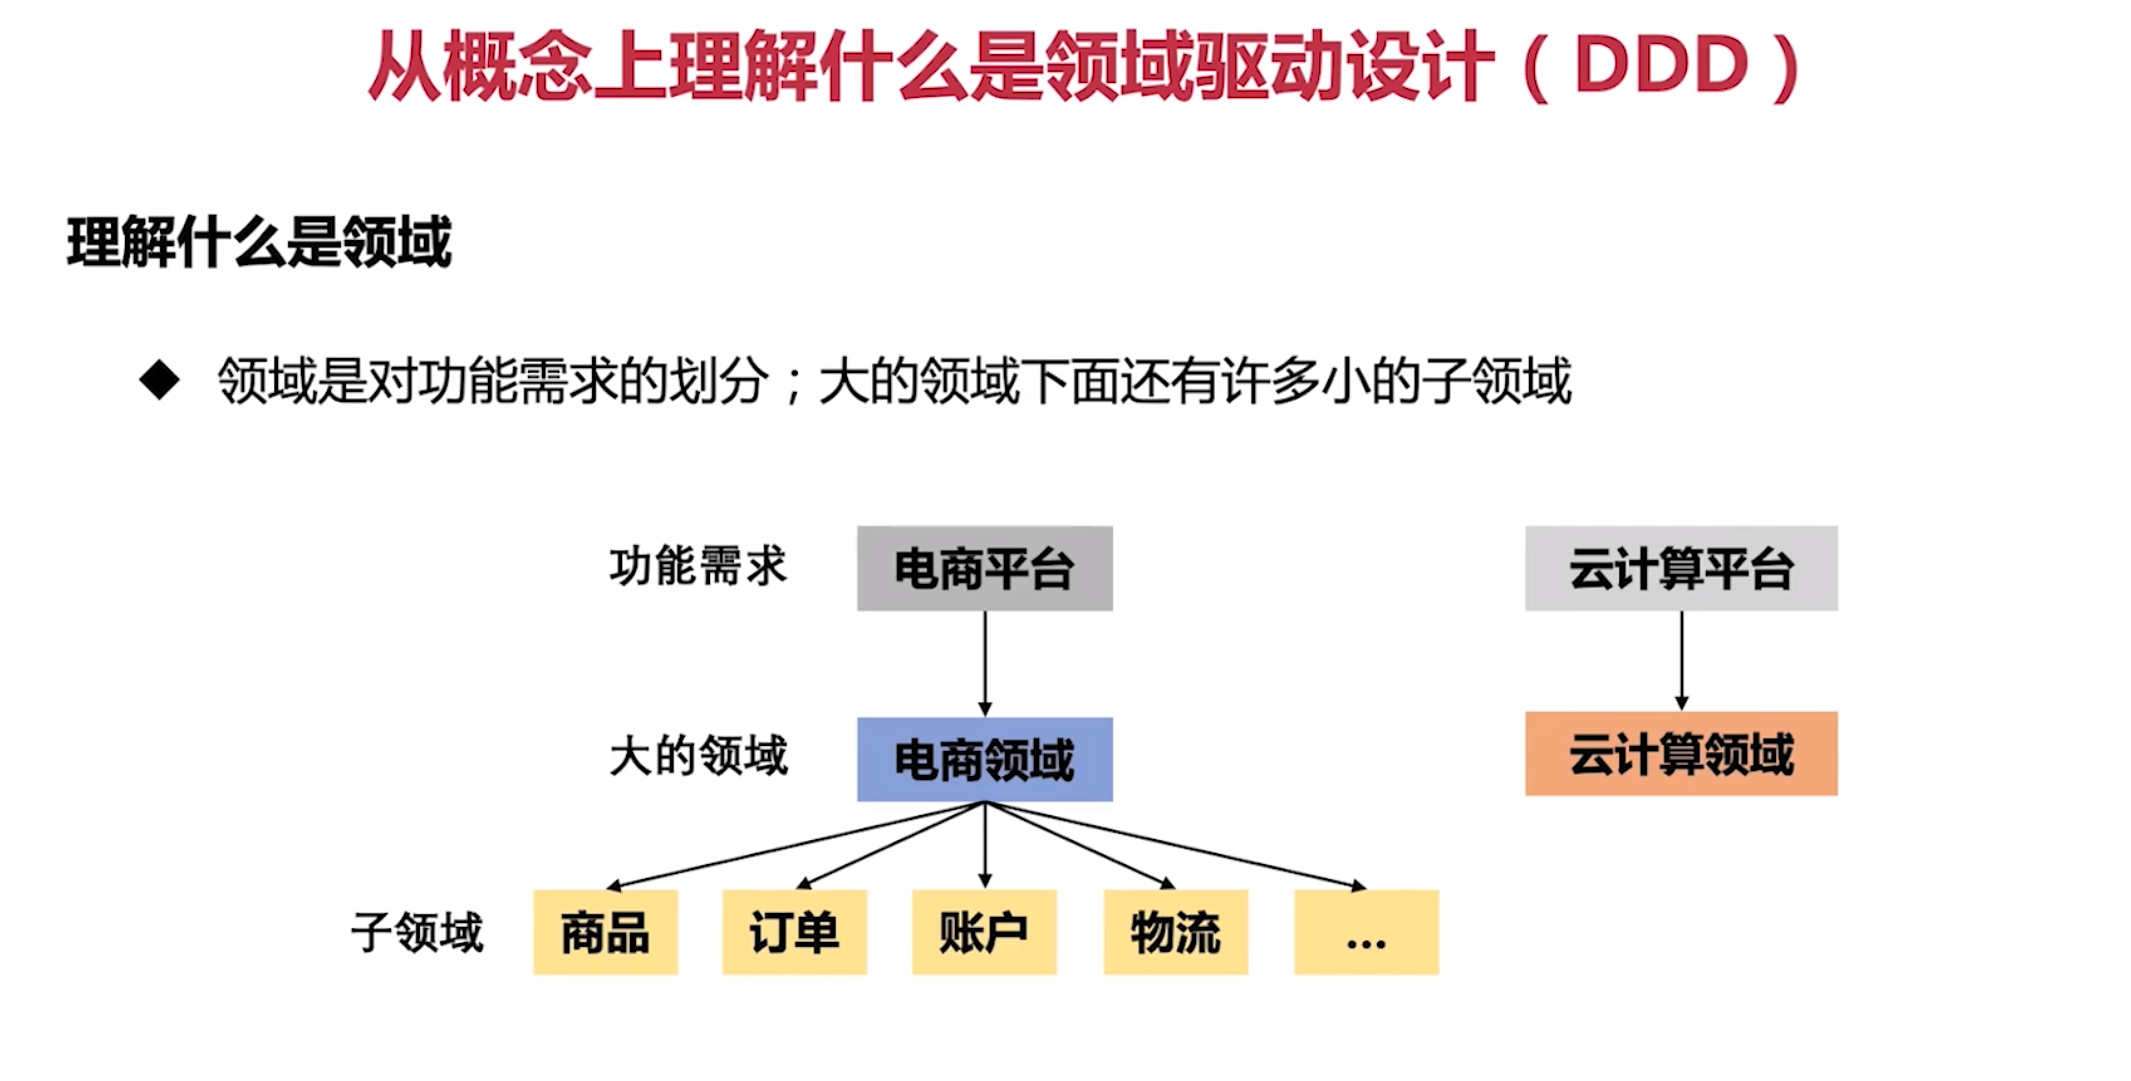 从概念上理解什么是领域驱动设计（DDD）
理解什么是领域
◆ 领域是对功能需求的划分；大的领域下面还有许多小的子领域
功能需求 电商平台 云计算平台
大的领域 电商领域 云计算领域
子领域 商品 订单 账户 物流 ...